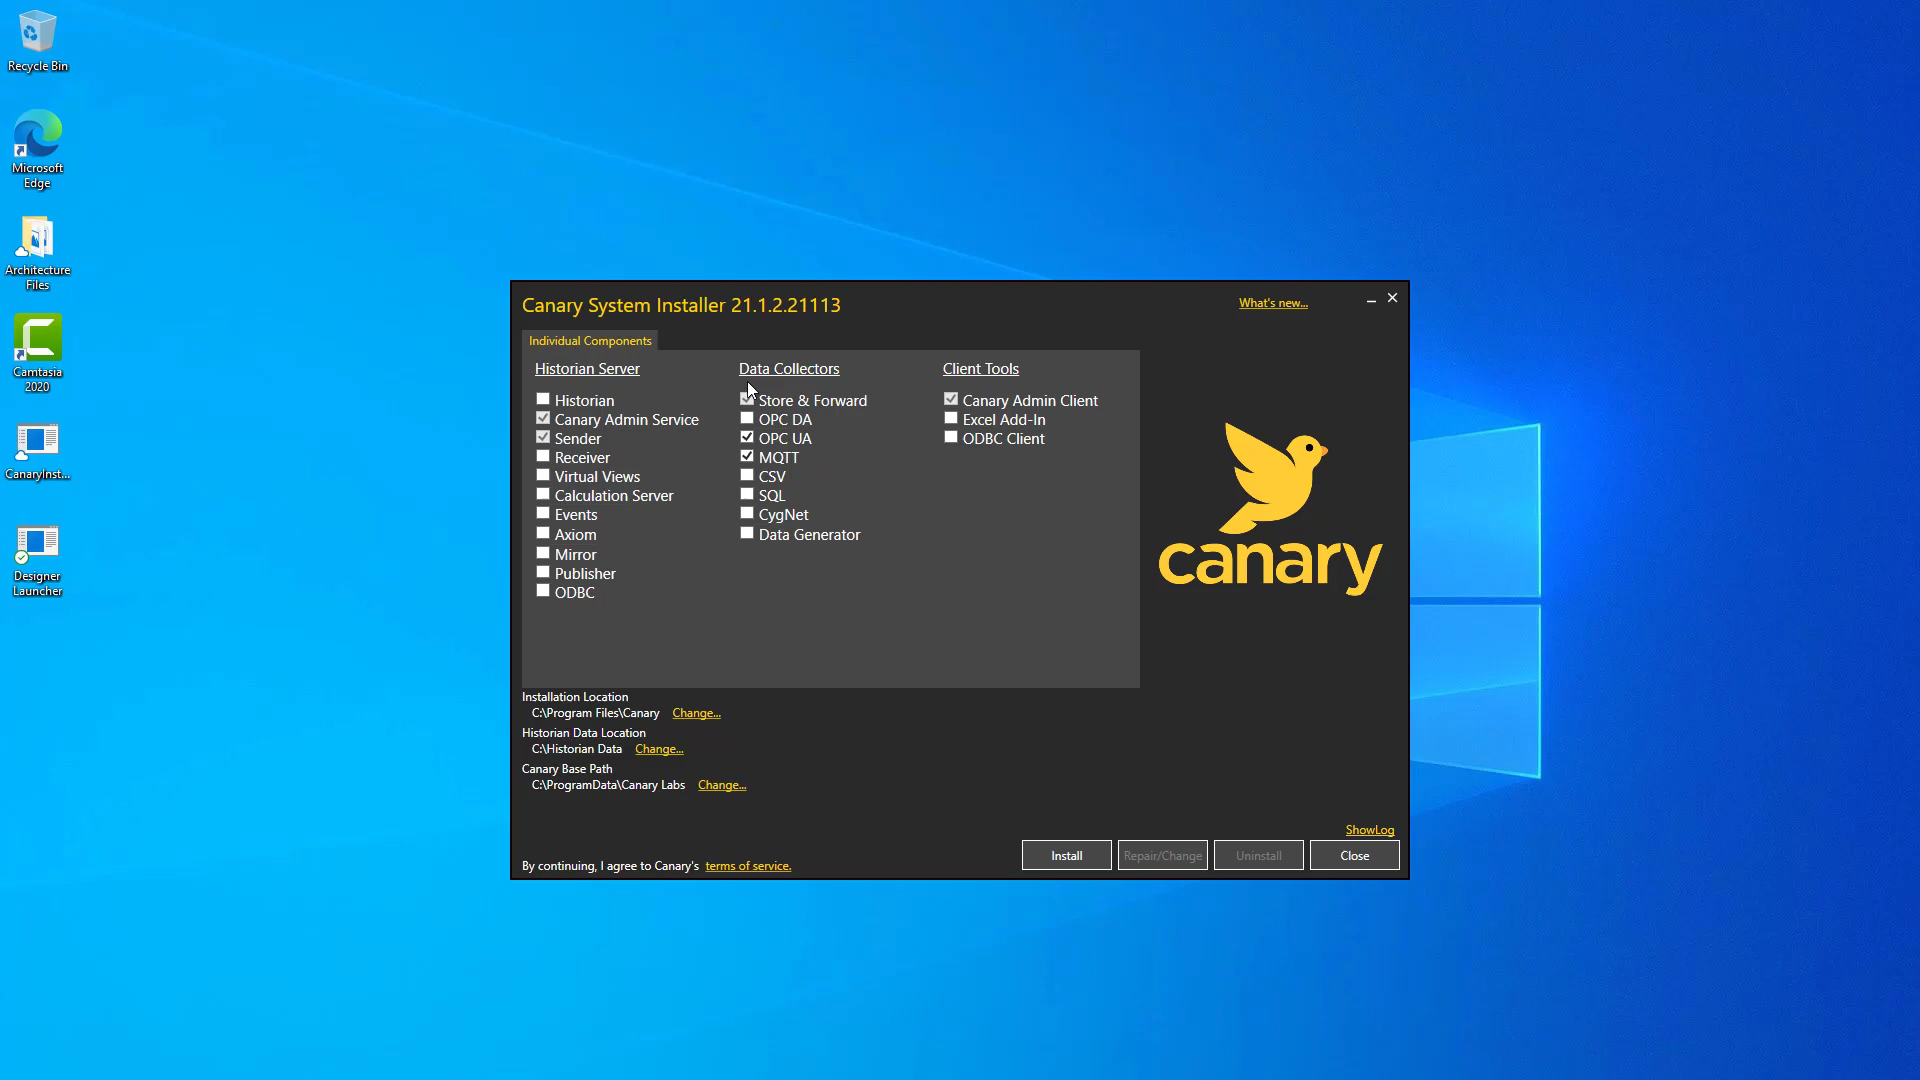 Recycle Bin
Microsoft
Edge
Architecture
Files
Camtasia
2020
CanaryInst...
Designer
Launcher
Canary System Installer 21.1.2.21113
What's new...
Individual Components
Historian Server
Historian
Canary Admin Service
Sender
Receiver
Virtual Views
Calculation Server
Events
Axiom
Mirror
Publisher
ODBC
Data Collectors
Store & Forward
OPC DA
OPC UA
MQTT
CSV
SQL
CygNet
Data Generator
Client Tools
Canary Admin Client
Excel Add-In
ODBC Client
canary
Installation Location
C:\Program Files\Canary Change...
Historian Data Location
C:\Historian Data Change...
Canary Base Path
C:\ProgramData\Canary Labs Change...
ShowLog
By continuing, I agree to Canary's terms of service.
Install Repair/Change Uninstall Close